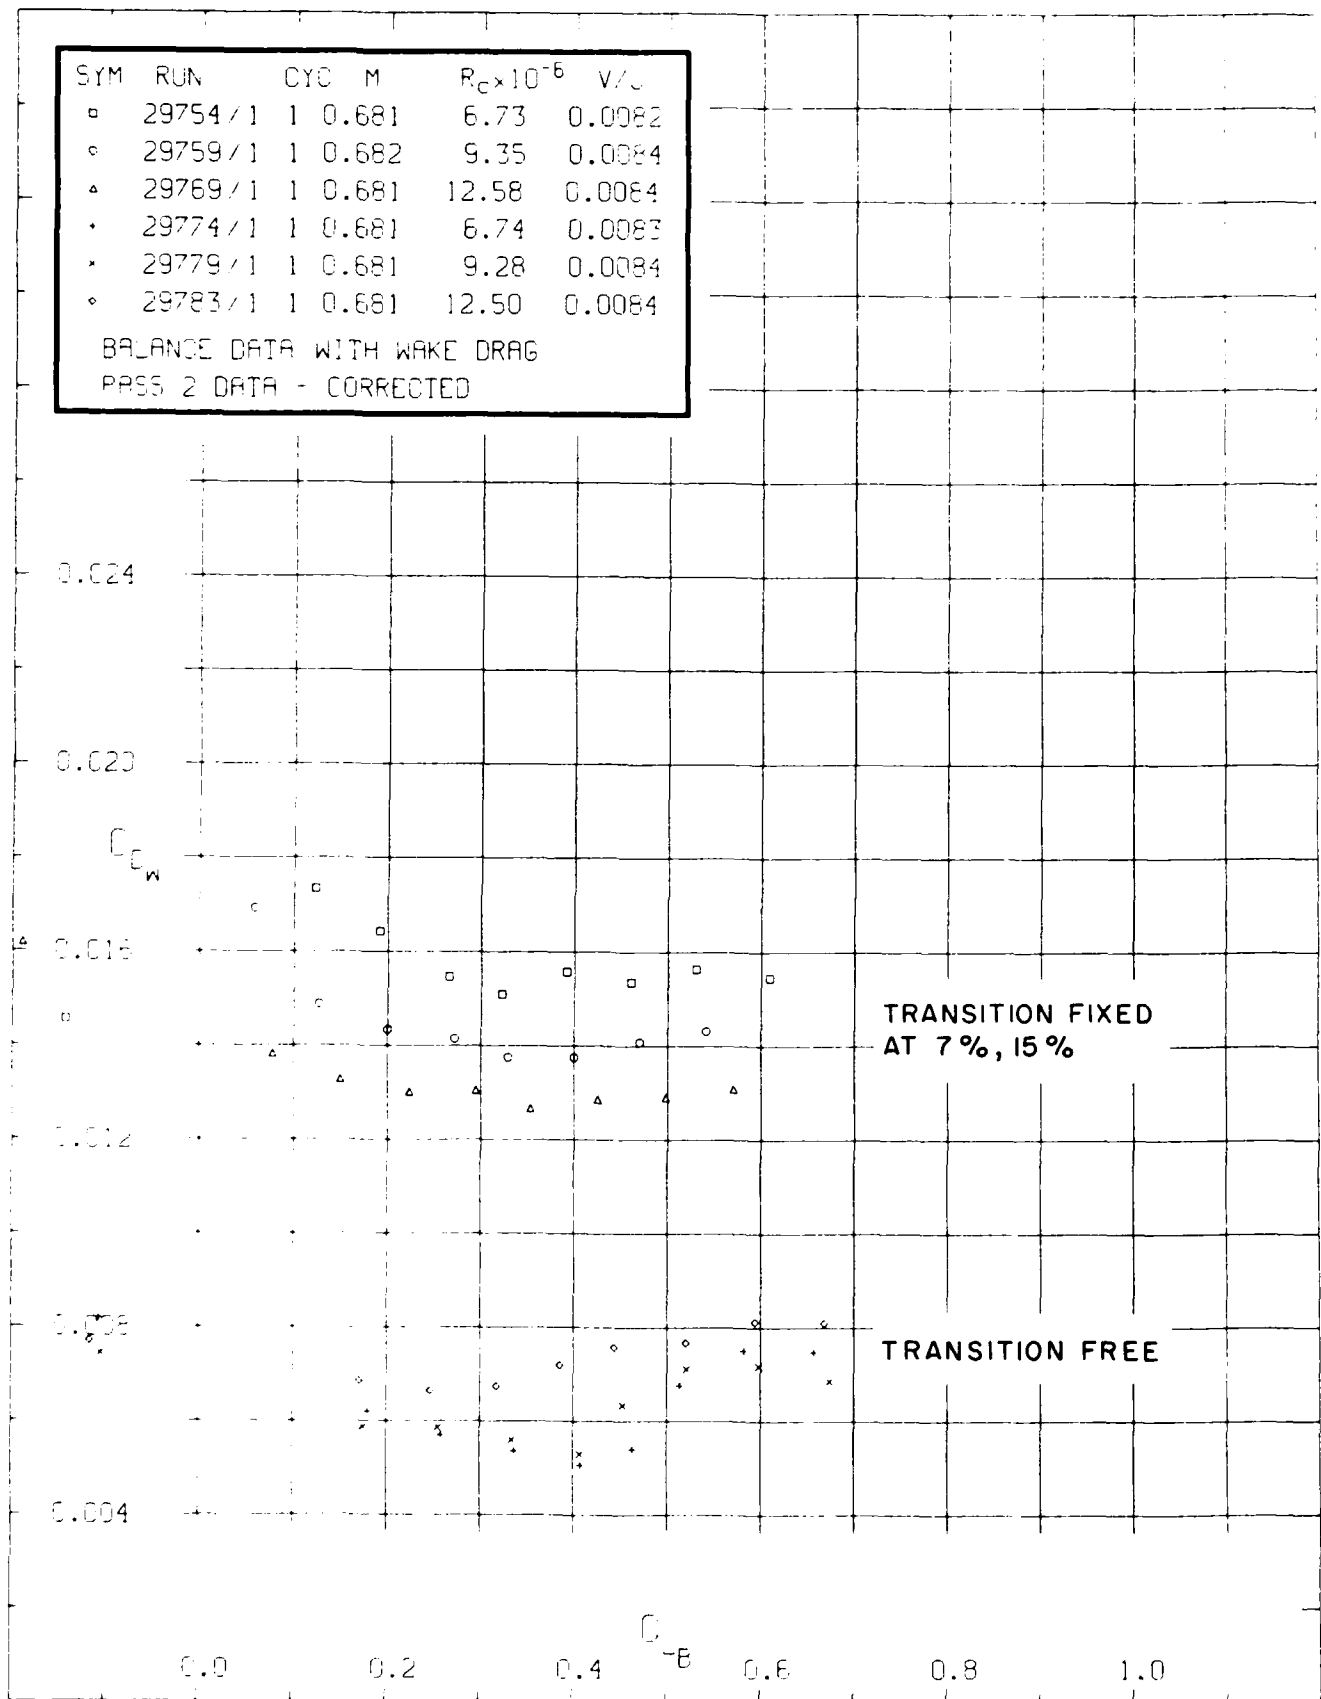 SYM RUN CYC M Rc×10⁻⁶
29754/1 1 0.681 6.73 0.0082
29759/1 1 0.682 9.35 0.0084
29769/1 1 0.681 12.58 0.0084
29774/1 1 0.681 6.74 0.0083
29779/1 1 0.681 9.28 0.0084
29783/1 1 0.681 12.50 0.0084
BALANCE DATA WITH WAKE DRAG
PASS 2 DATA - CORRECTED
0.024
0.020
0.016
TRANSITION FIXED
AT 7%, 15%
0.012
0.008
TRANSITION FREE
0.004
0.0 0.2 0.4 0.6 0.8 1.0